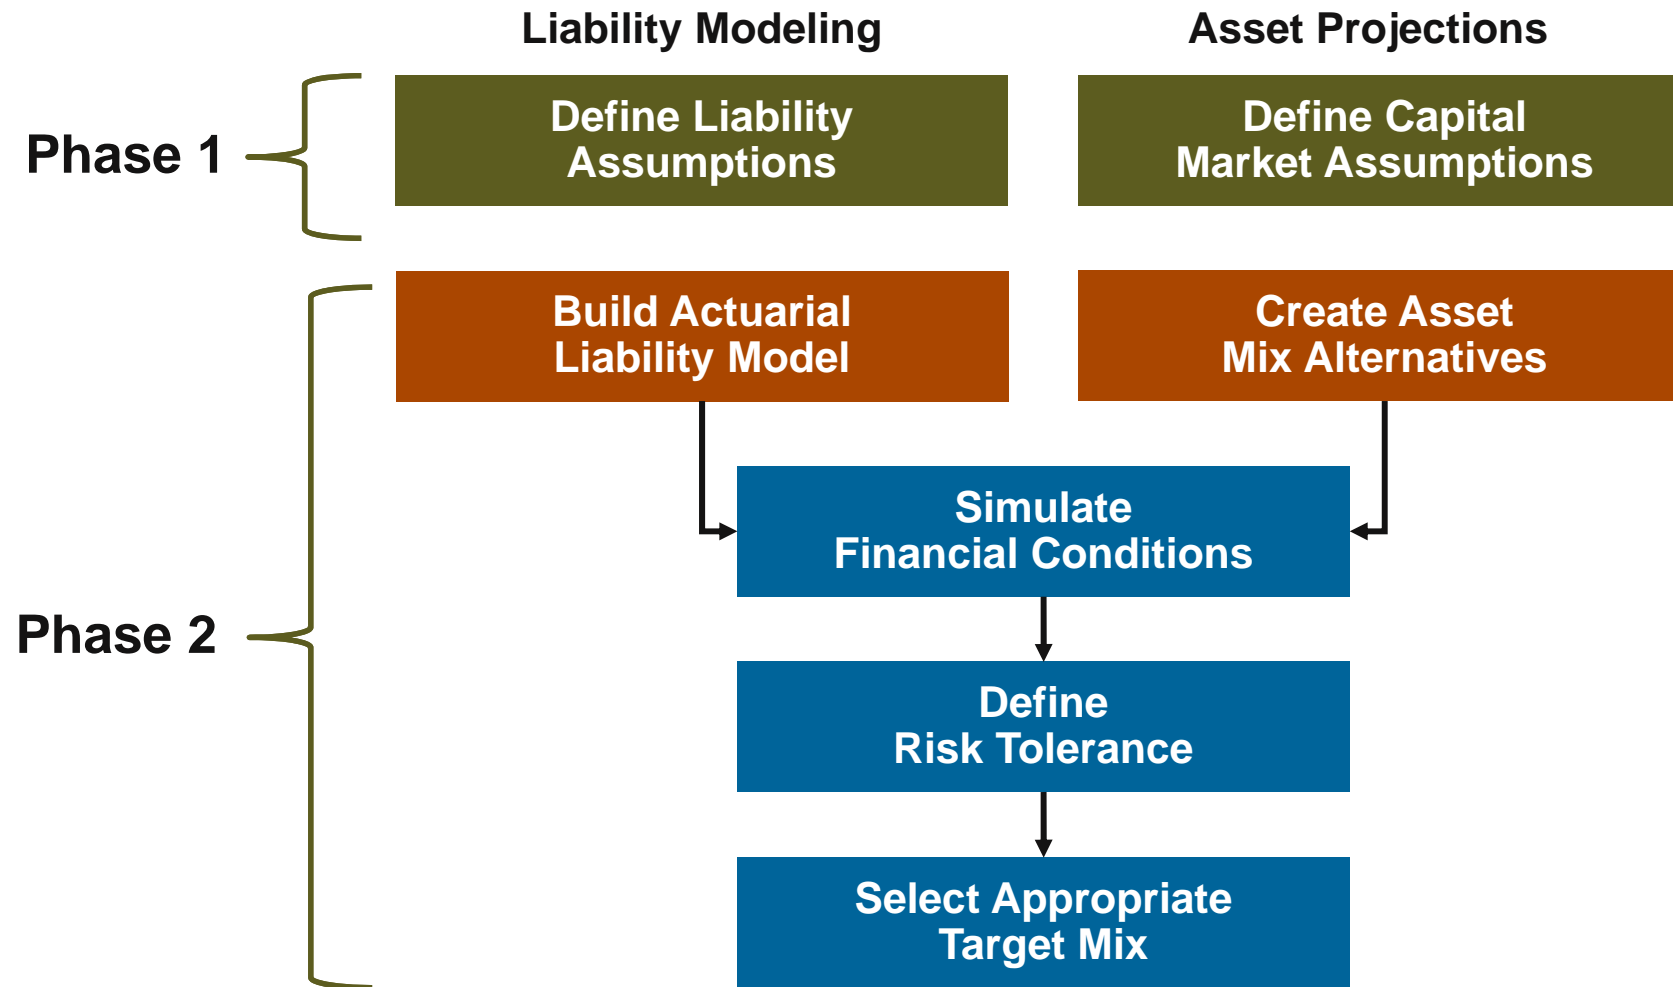 Liability Modeling
Asset Projections
Phase 1
Define Liability
Assumptions
Define Capital
Market Assumptions
Build Actuarial
Liability Model
Create Asset
Mix Alternatives
Simulate
Financial Conditions
Phase 2
Define
Risk Tolerance
Select Appropriate
Target Mix